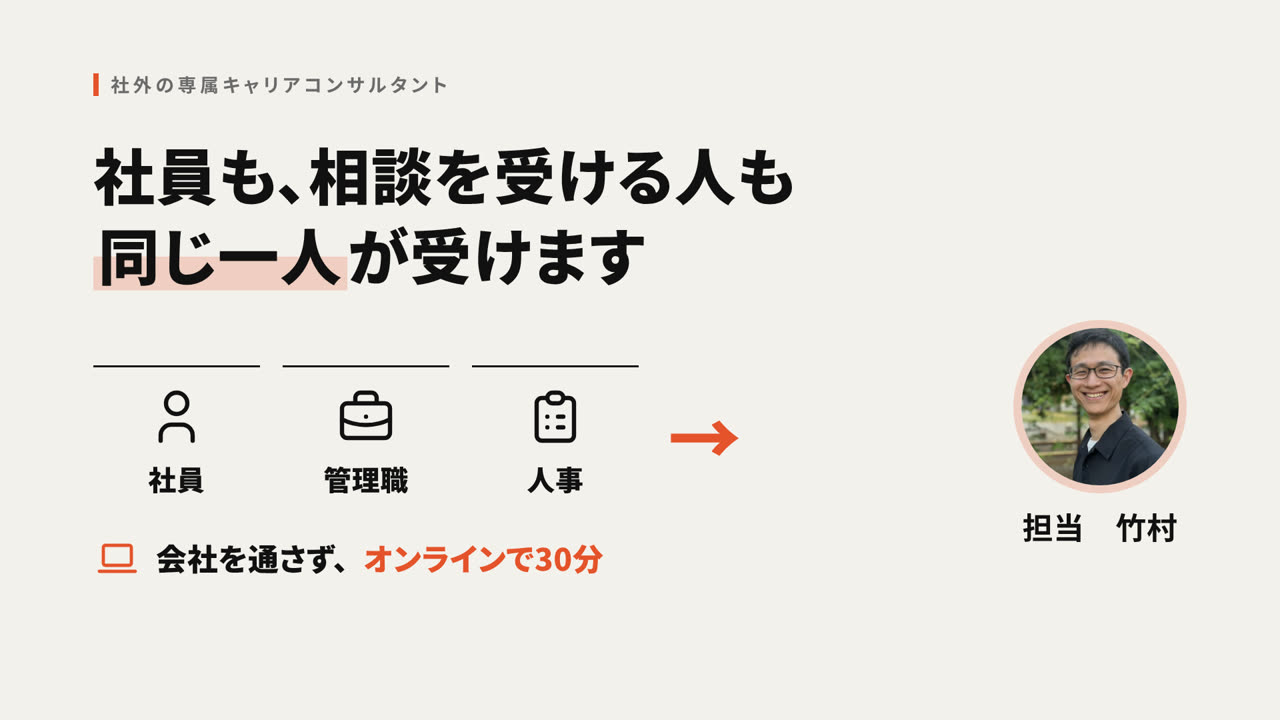 社外の専属キャリアコンサルタント
社員も、相談を受ける人も
同じ一人が受けます
社員
管理職
人事
会社を通さず、オンラインで30分
担当　竹村